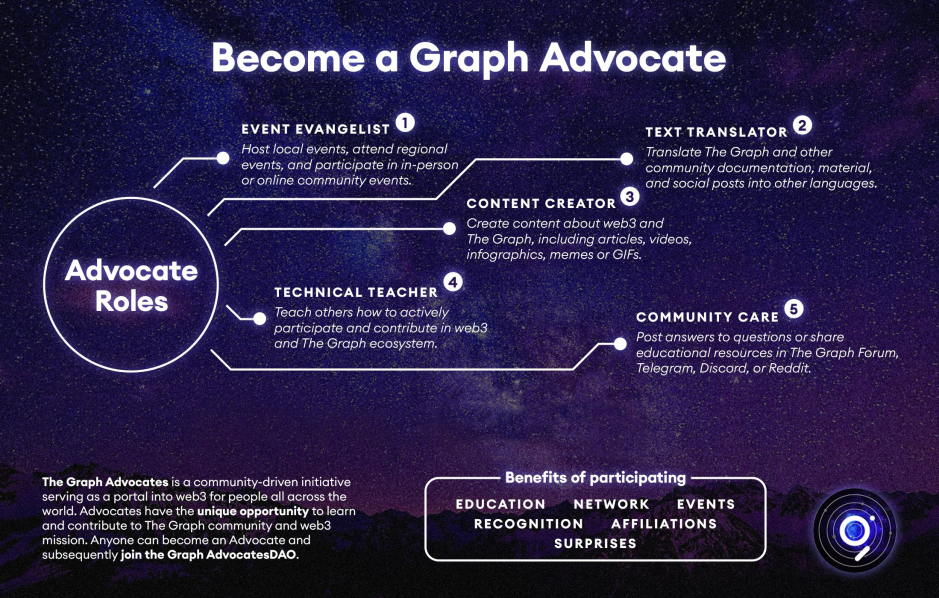 Become a Graph Advocate
EVENT EVANGELIST 1
Host local events, attend regional
events, and participate in in-person
or online community events.
TEXT TRANSLATOR 2
Translate The Graph and other
community documentation, material,
and social posts into other languages.
CONTENT CREATOR 3
Create content about web3 and
The Graph, including articles, videos,
infographics, memes or GIFs.
Advocate
Roles
TECHNICAL TEACHER 4
Teach others how to actively
participate and contribute in web3
and The Graph ecosystem.
COMMUNITY CARE 5
Post answers to questions or share
educational resources in The Graph Forum,
Telegram, Discord, or Reddit.
The Graph Advocates is a community-driven initiative
serving as a portal into web3 for people all across the
world. Advocates have the unique opportunity to learn
and contribute to The Graph community and web3
mission. Anyone can become an Advocate and
subsequently join the Graph AdvocatesDAO.
Benefits of participating
EDUCATION NETWORK EVENTS
RECOGNITION AFFILIATIONS
SURPRISES